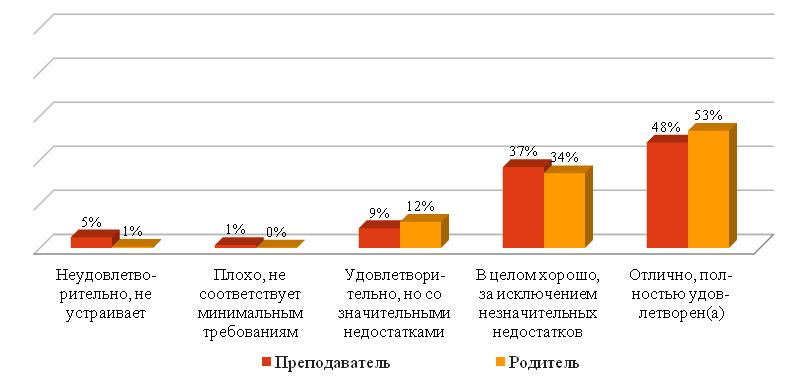 5%
1%
1%
0%
9%
12%
37%
34%
48%
53%
Неудовлетво-
рительно, не
устраивает
Плохо, не
соответствует
минимальным
требованиям
Удовлетвори-
тельно, но со
значительными
недостатками
В целом хорошо,
за исключением
незначительных
недостатков
Отлично, пол-
ностью удов-
летворен(а)
Преподаватель
Родитель